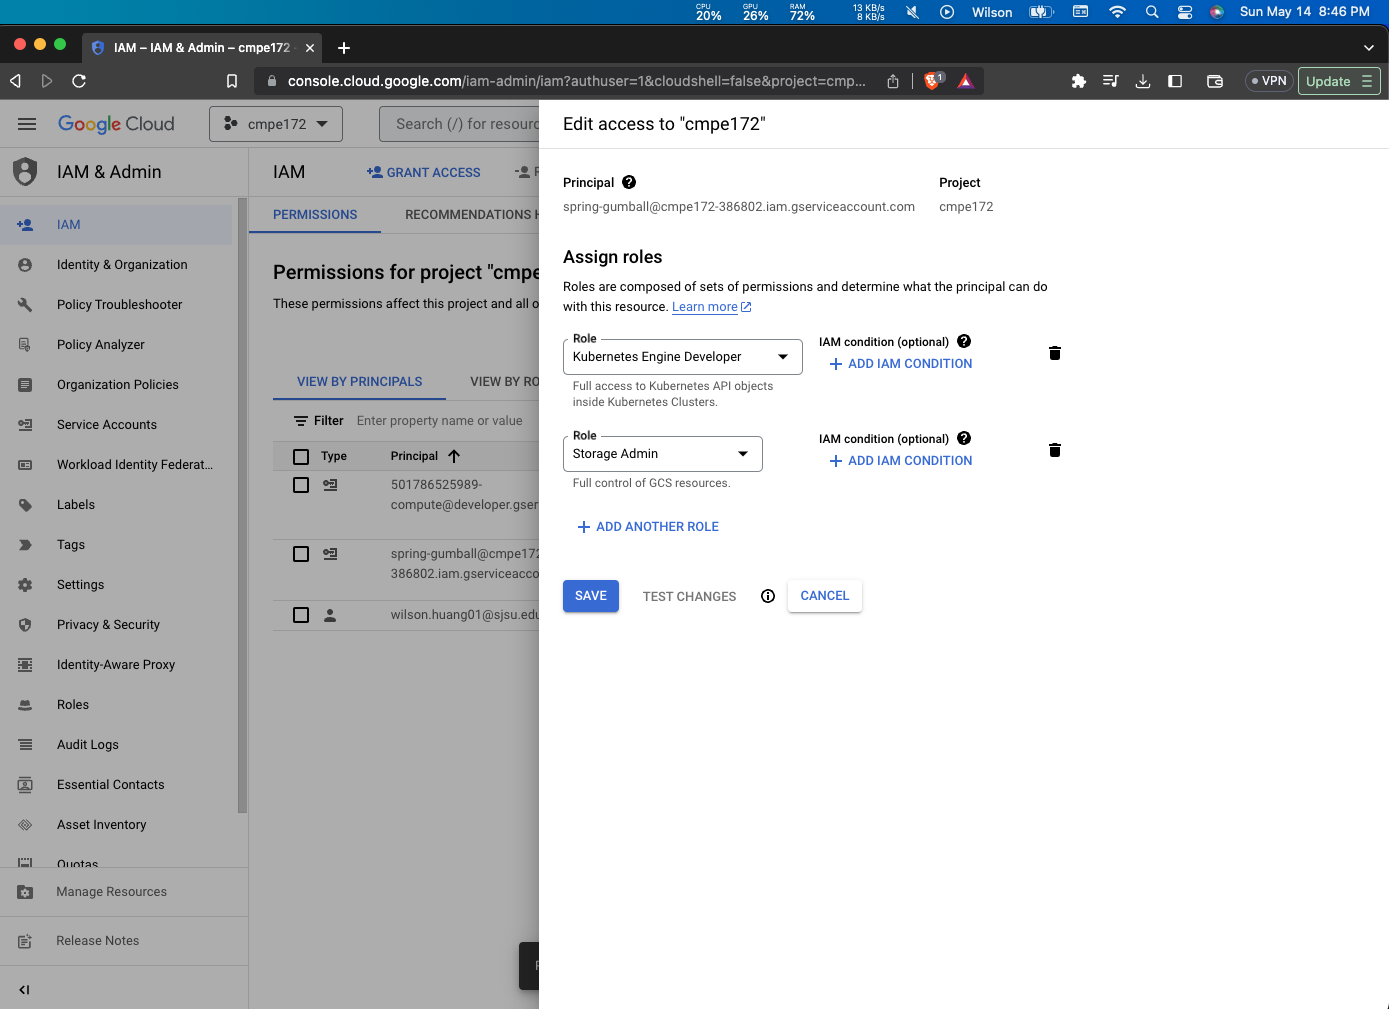 CPU
20%
GPU
26%
RAM
72%
13 KB/s
8 KB/s
Wilson
Sun May 14 8:46 PM
IAM – IAM & Admin – cmpe172
console.cloud.google.com/iam-admin/iam?authuser=1&cloudshell=false&project=cmp...
1
VPN
Update
Google Cloud
cmpe172
Search (/) for resourc
Edit access to "cmpe172"
IAM & Admin
IAM
Identity & Organization
Policy Troubleshooter
Policy Analyzer
Organization Policies
Service Accounts
Workload Identity Federat...
Labels
Tags
Settings
Privacy & Security
Identity-Aware Proxy
Roles
Audit Logs
Essential Contacts
Asset Inventory
Quotas
Manage Resources
Release Notes
IAM
GRANT ACCESS
PERMISSIONS
RECOMMENDATIONS H
Permissions for project "cmpe
These permissions affect this project and all o
VIEW BY PRINCIPALS
VIEW BY RO
Filter
Enter property name or value
Type
Principal
501786525989-
compute@developer.gser
spring-gumball@cmpe172
386802.iam.gserviceacco
wilson.huang01@sjsu.edu
Principal
spring-gumball@cmpe172-386802.iam.gserviceaccount.com
Project
cmpe172
Assign roles
Roles are composed of sets of permissions and determine what the principal can do
with this resource. Learn more
Role
Kubernetes Engine Developer
Full access to Kubernetes API objects
inside Kubernetes Clusters.
IAM condition (optional)
ADD IAM CONDITION
Role
Storage Admin
Full control of GCS resources.
IAM condition (optional)
ADD IAM CONDITION
ADD ANOTHER ROLE
SAVE
TEST CHANGES
CANCEL